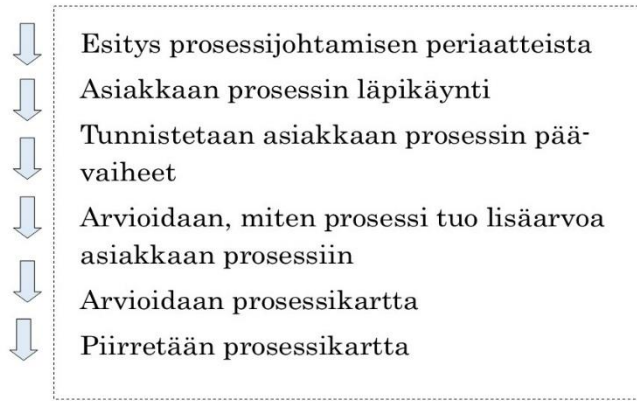 Esitys prosessijohtamisen periaatteista
Asiakkaan prosessin läpikäynti
Tunnistetaan asiakkaan prosessin pää-
vaiheet
Arvioidaan, miten prosessi tuo lisäarvoa
asiakkaan prosessiin
Arvioidaan prosessikartta
Piirretään prosessikartta